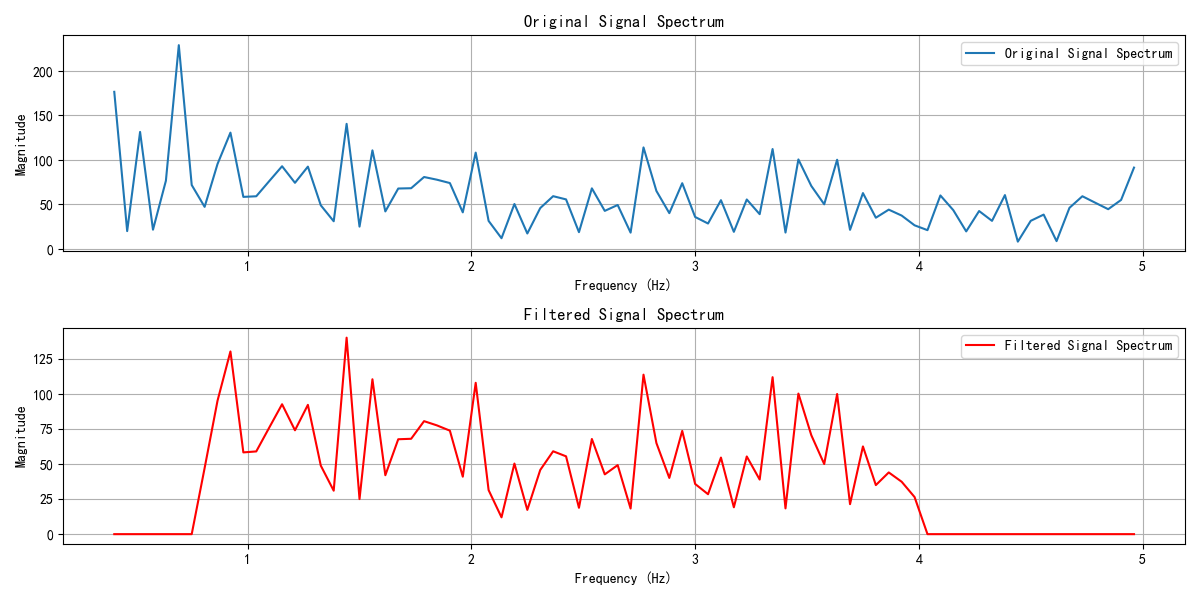 Original Signal Spectrum
Original Signal Spectrum
Magnitude
200
150
100
50
0
1 2 3 4 5
Frequency (Hz)
Filtered Signal Spectrum
Filtered Signal Spectrum
Magnitude
125
100
75
50
25
0
1 2 3 4 5
Frequency (Hz)